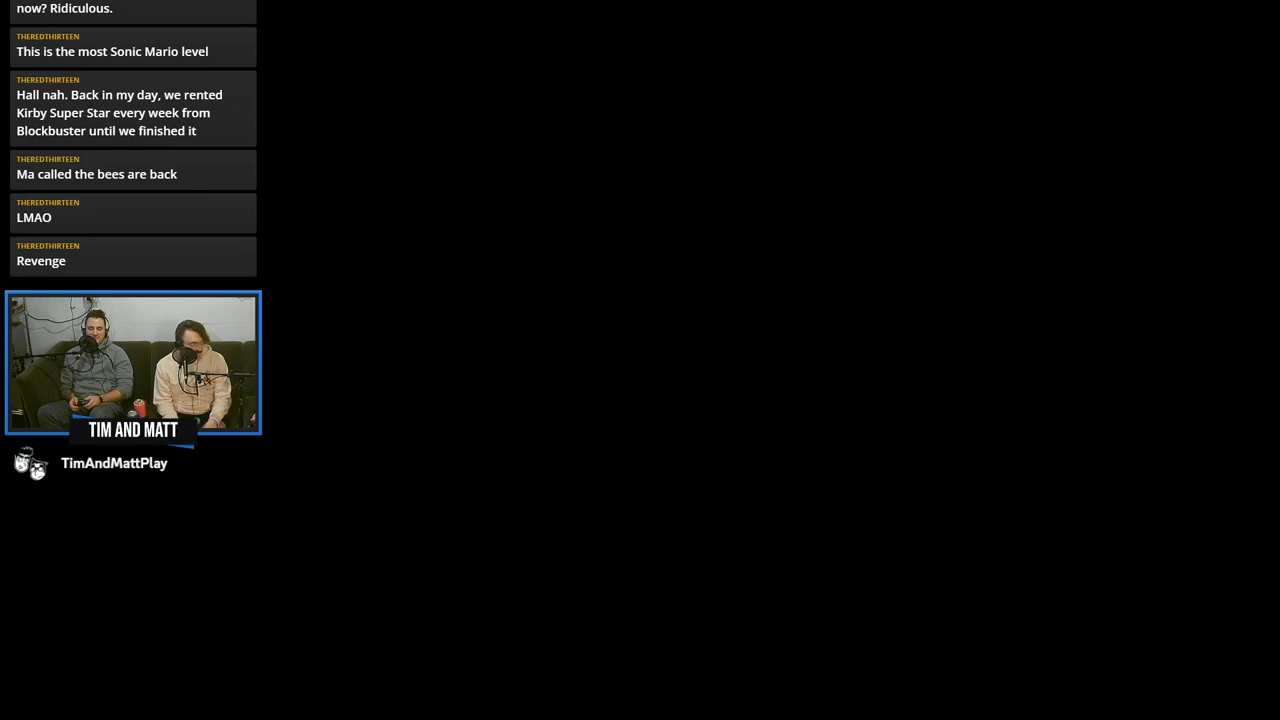 now? Ridiculous.
THEREDTHIRTEEN
This is the most Sonic Mario level
THEREDTHIRTEEN
Hall nah. Back in my day, we rented
Kirby Super Star every week from
Blockbuster until we finished it
THEREDTHIRTEEN
Ma called the bees are back
THEREDTHIRTEEN
LMAO
THEREDTHIRTEEN
Revenge
TIM AND MATT
TimAndMattPlay